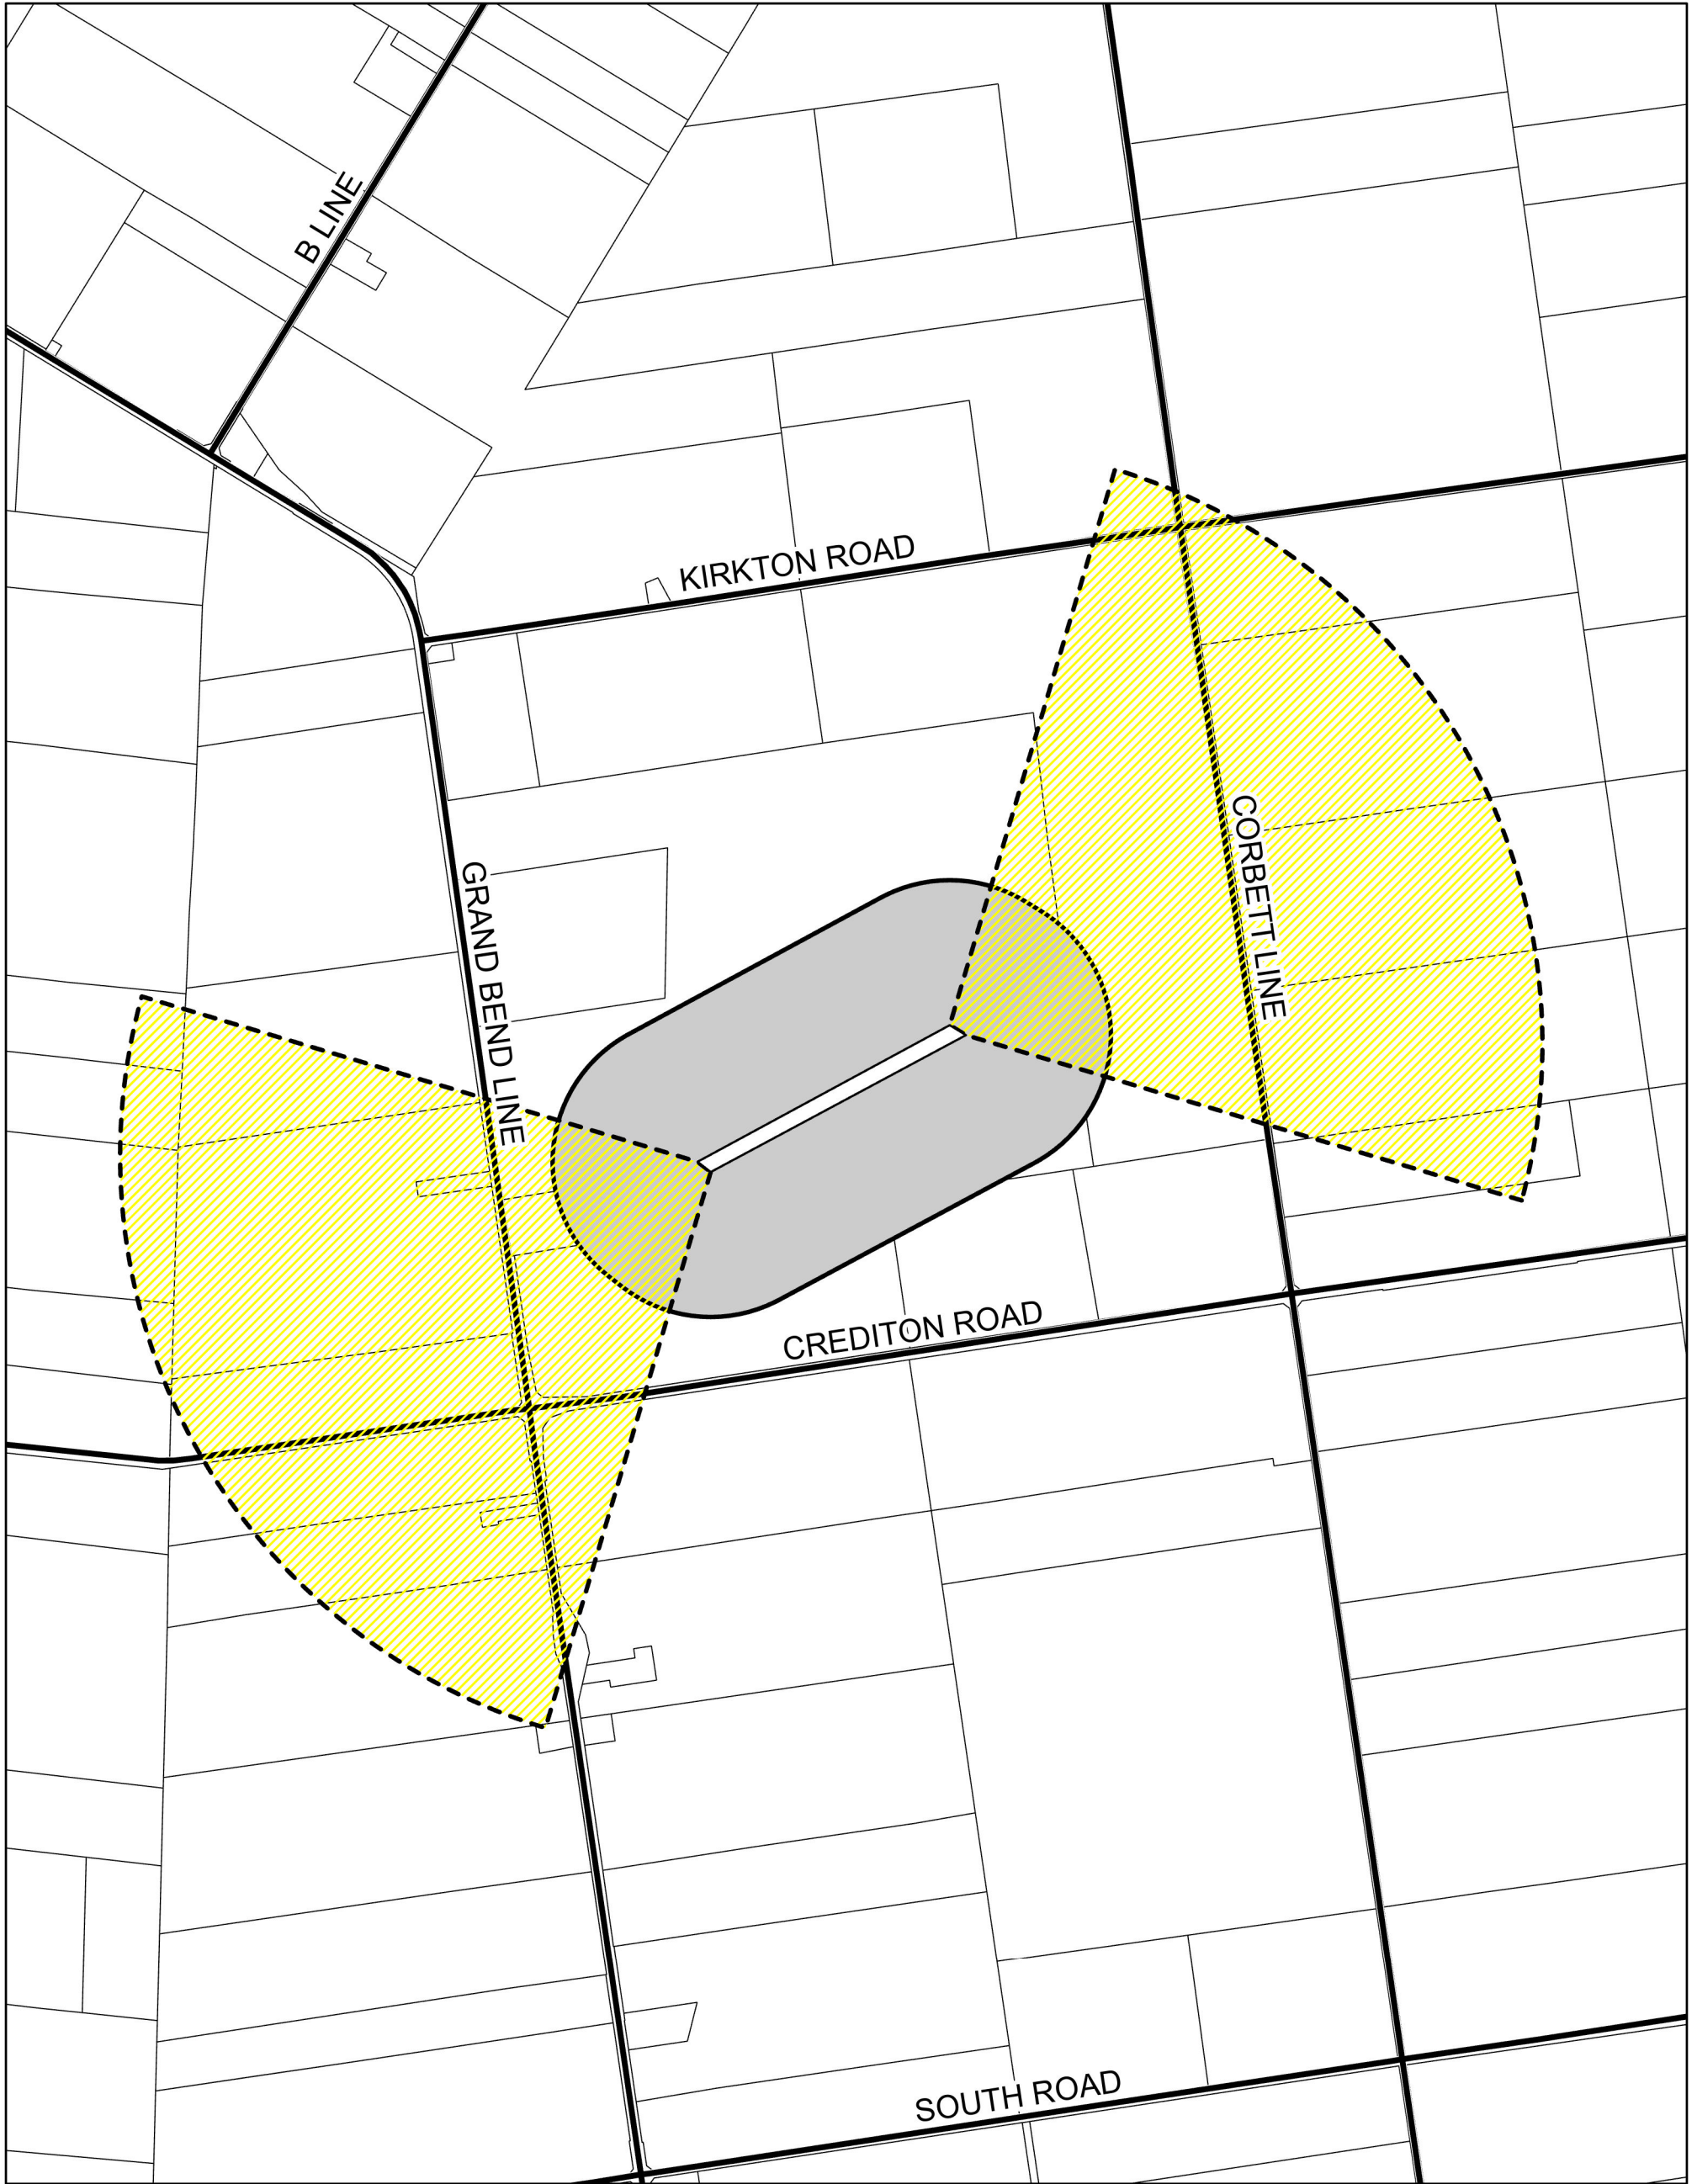 B LINE
KIRKTON ROAD
CORBETT LINE
GRAND BEND LINE
CREDITON ROAD
SOUTH ROAD